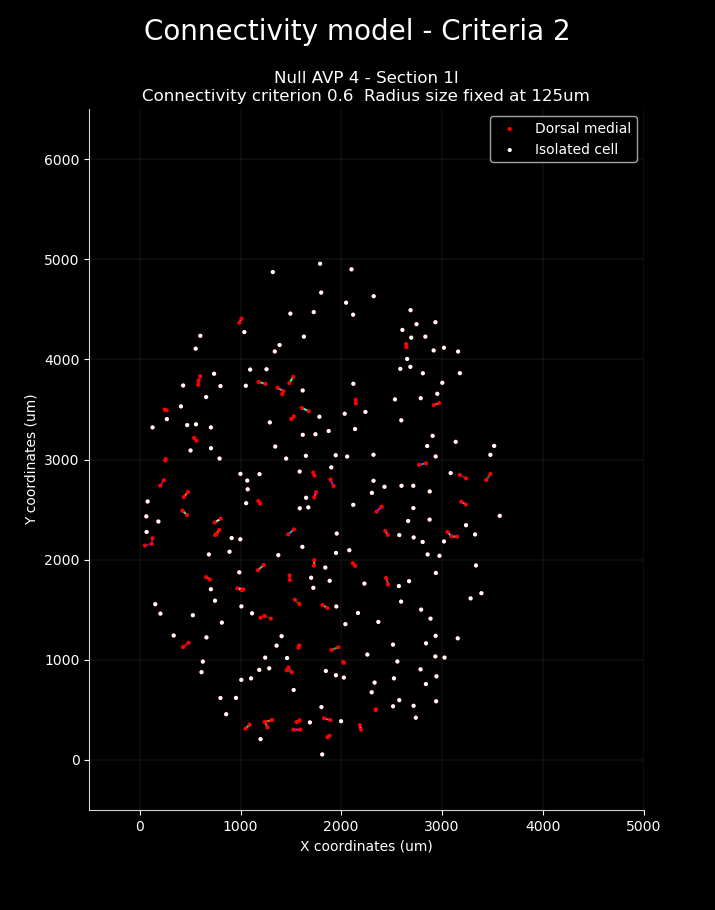 Connectivity model - Criteria 2
Null AVP 4 - Section 1l
Connectivity criterion 0.6  Radius size fixed at 125um
Dorsal medial
Isolated cell
6000
5000
4000
3000
2000
1000
0
Y coordinates (um)
0 1000 2000 3000 4000 5000
X coordinates (um)